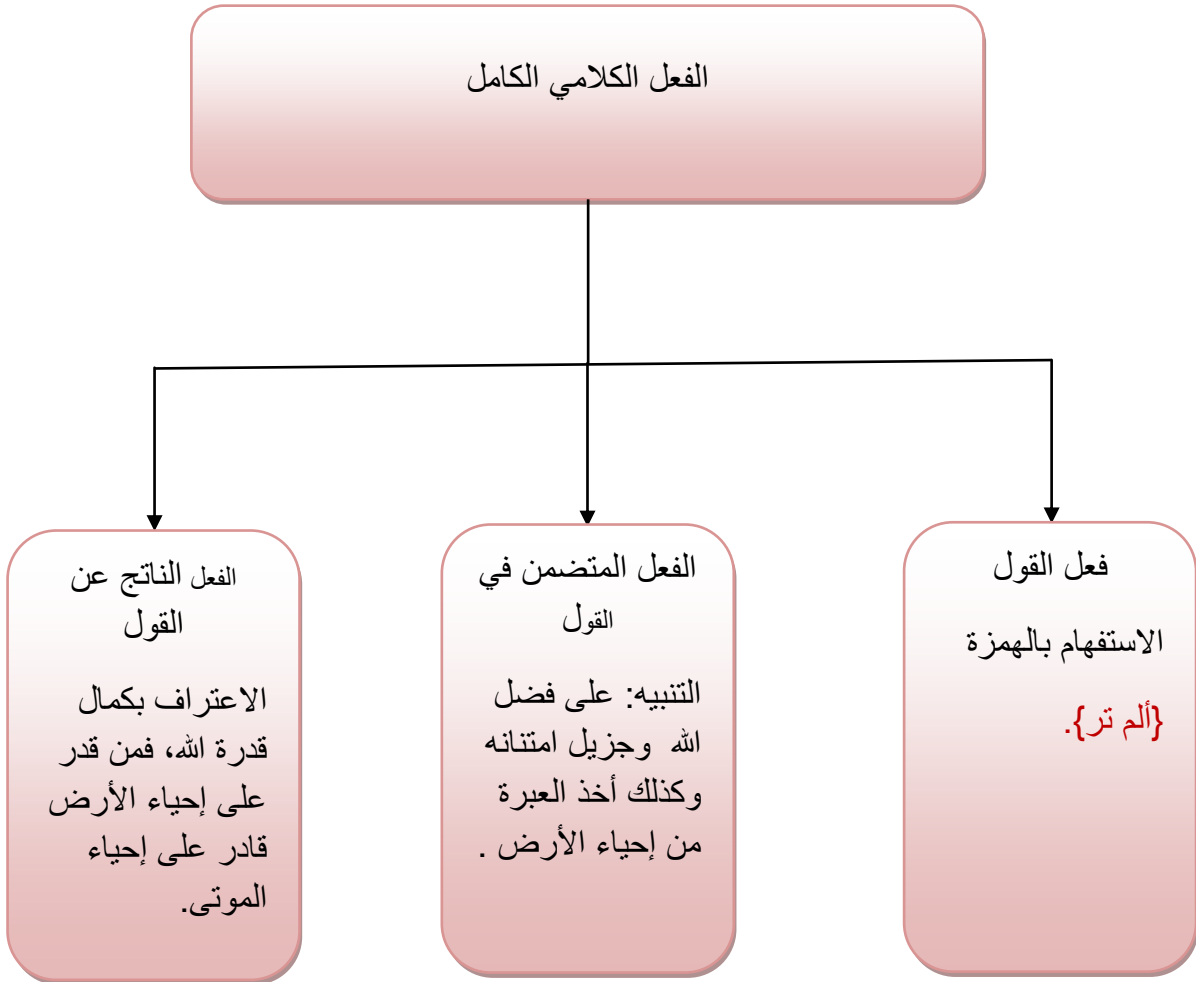 الفعل الكلامي الكامل
فعل القول
الاستفهام بالهمزة
{ألم تر}.
الفعل المتضمن في
القول
التنبيه: على فضل
الله وجزيل امتنانه
وكذلك أخذ العبرة
من إحياء الأرض .
الفعل الناتج عن
القول
الاعتراف بكمال
قدرة الله، فمن قدر
على إحياء الأرض
قادر على إحياء
الموتى.